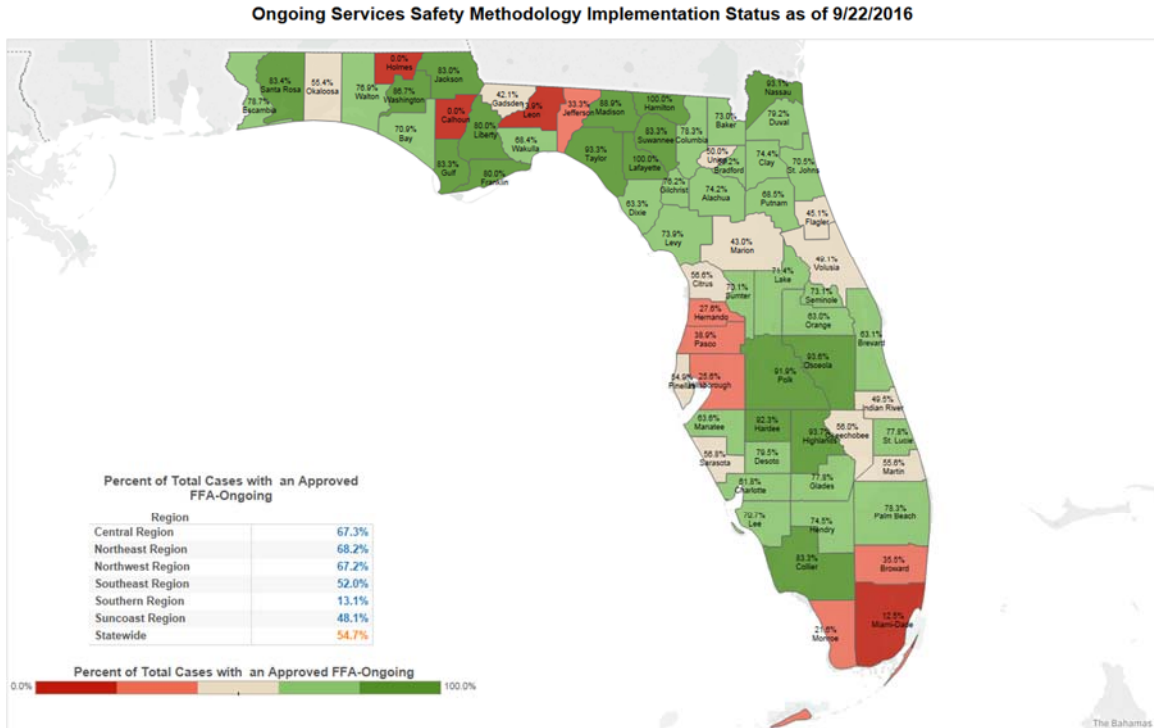 Ongoing Services Safety Methodology Implementation Status as of 9/22/2016
0.0%
Holmes
83.0%
Jackson
83.4%
Santa Rosa
55.4%
Okaloosa
76.9%
Walton
86.7%
Washington
78.7%
Escambia
70.9%
Bay
0.0%
Calhoun
42.1%
Gadsden
Leon
33.3%
Jefferson
88.9%
Madison
100.0%
Hamilton
80.0%
Liberty
68.4%
Wakulla
83.3%
Gulf
80.0%
Franklin
93.3%
Taylor
83.3%
Suwannee
100.0%
Lafayette
78.3%
Columbia
73.0%
Baker
93.1%
Nassau
79.2%
Duval
50.0%
Union
Bradford
74.4%
Clay
70.5%
St. Johns
76.2%
Gilchrist
74.2%
Alachua
68.5%
Putnam
63.3%
Dixie
73.9%
Levy
45.1%
Flagler
43.0%
Marion
49.1%
Volusia
56.6%
Citrus
71.4%
Lake
Sumter
73.1%
Seminole
27.6%
Hernando
63.0%
Orange
38.9%
Pasco
63.1%
Brevard
93.6%
Osceola
91.9%
Polk
54.9%
Pinellas
25.6%
Hillsborough
49.5%
Indian River
63.6%
Manatee
92.3%
Hardee
93.7%
Highlands
56.0%
Okeechobee
77.8%
St. Lucie
56.8%
Sarasota
79.5%
Desoto
55.6%
Martin
61.8%
Charlotte
77.8%
Glades
70.7%
Lee
74.5%
Hendry
78.3%
Palm Beach
83.3%
Collier
35.6%
Broward
21.6%
Monroe
12.5%
Miami-Dade
Percent of Total Cases with an Approved
FFA-Ongoing
Region
Central Region 67.3%
Northeast Region 68.2%
Northwest Region 67.2%
Southeast Region 52.0%
Southern Region 13.1%
Suncoast Region 48.1%
Statewide 54.7%
Percent of Total Cases with an Approved FFA-Ongoing
0.0% 100.0%
The Bahamas